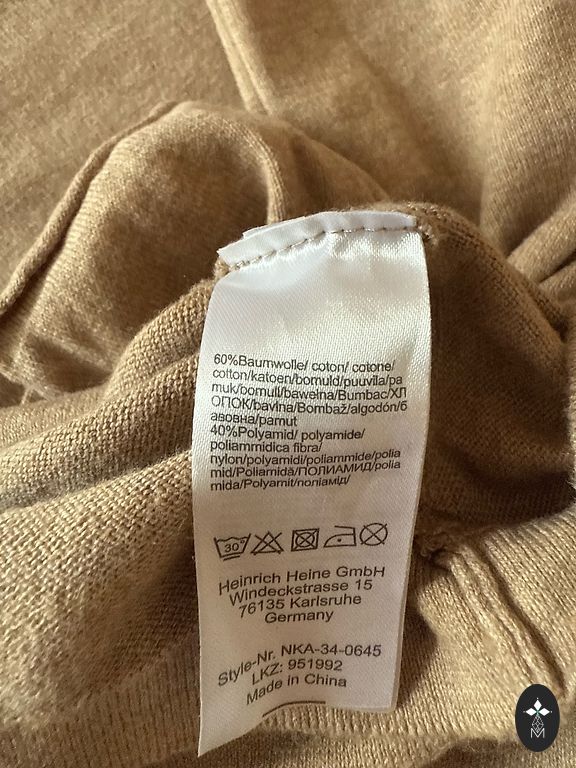 60%Baumwolle/ coton/ cotone/
cotton/katoen/bomuld/puuvilla/pa
muk/bomull/bawełna/Bumbac/ХЛ
ОПОК/bavlna/Bombaž/algodón/б
авовна/pamut
40%Polyamid/ polyamide/
poliammidica fibra/
nylon/polyamidi/poliammide/polia
mid/Poliamidă/ПОЛИАМИД/polia
mida/Polyamit/поліамід/
30°
Heinrich Heine GmbH
Windeckstrasse 15
76135 Karlsruhe
Germany
Style-Nr. NKA-34-0645
LKZ: 951992
Made in China
M